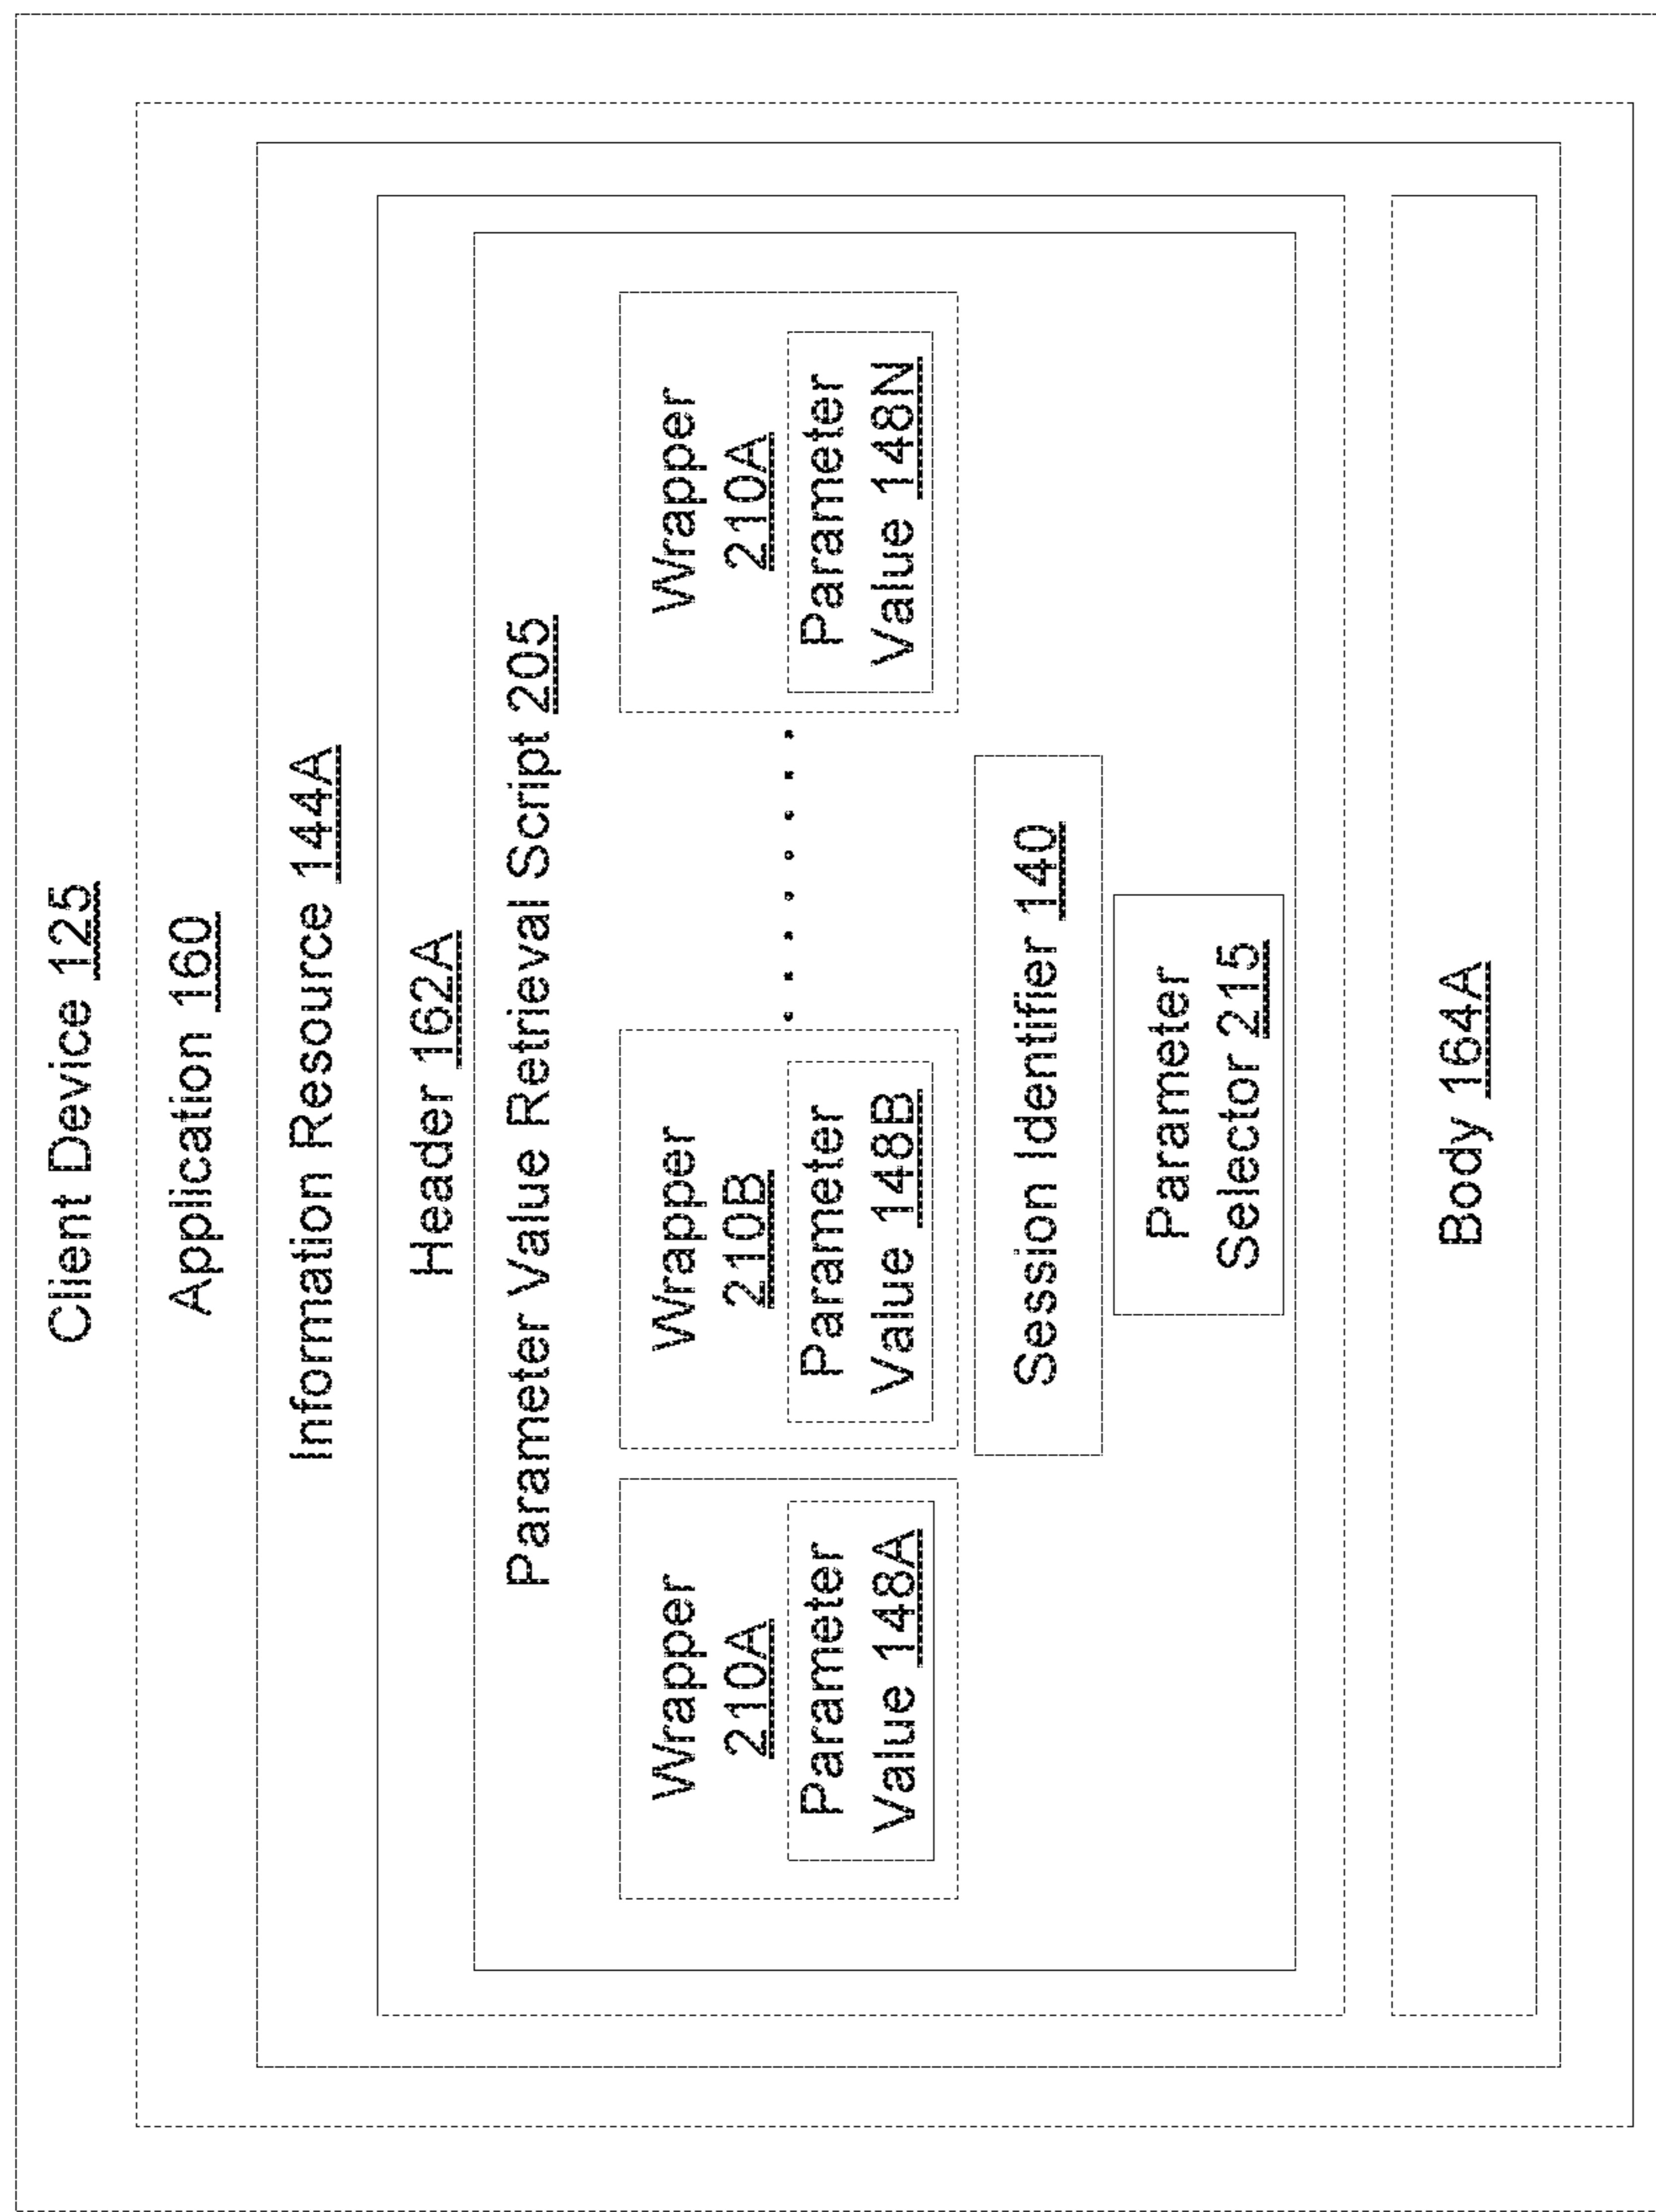 Client Device 125
Application 160
Information Resource 144A
Header 162A
Parameter Value Retrieval Script 205
Wrapper
210A
Parameter
Value 148A
Wrapper
210B
Parameter
Value 148B
Wrapper
210A
Parameter
Value 148N
Session Identifier 140
Parameter
Selector 215
Body 164A